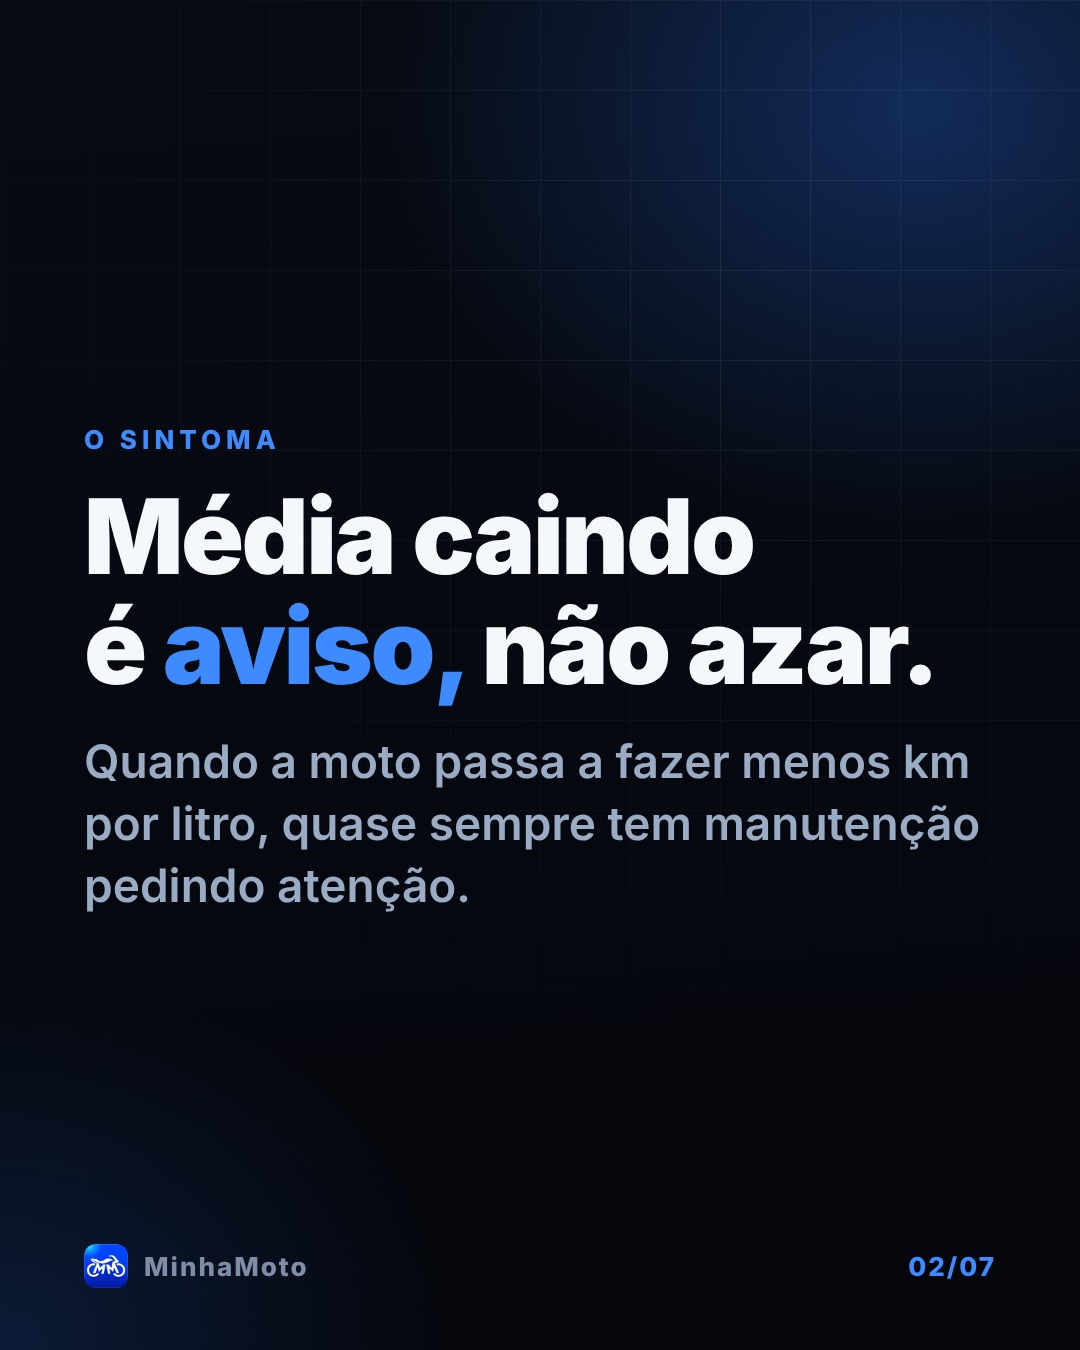 O SINTOMA
Média caindo
é aviso, não azar.
Quando a moto passa a fazer menos km
por litro, quase sempre tem manutenção
pedindo atenção.
MM MinhaMoto
02/07